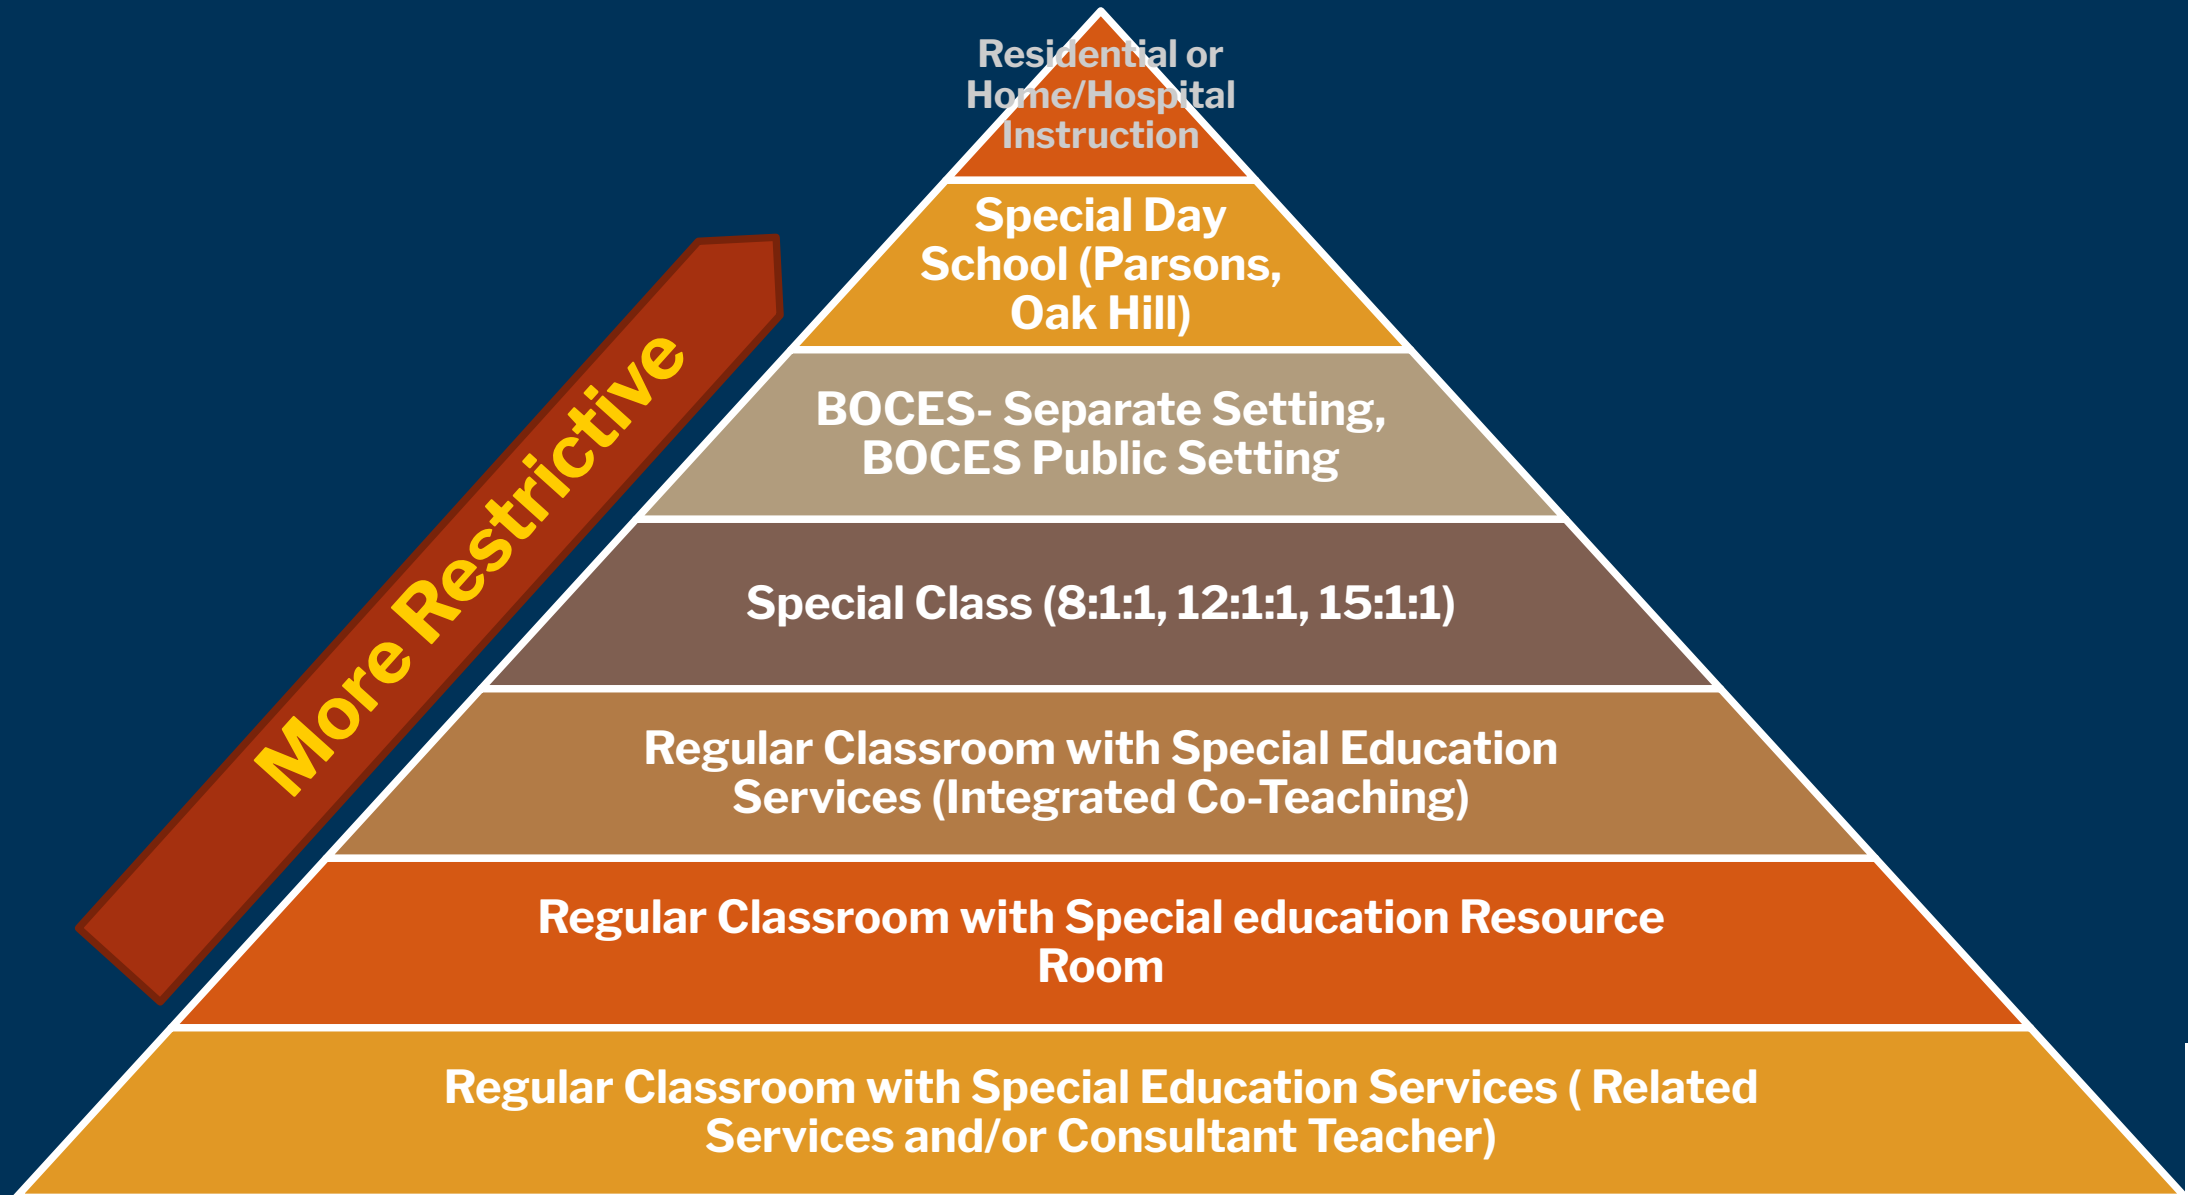 Residential or
Home/Hospital
Instruction
Special Day
School (Parsons,
Oak Hill)
BOCES- Separate Setting,
BOCES Public Setting
More Restrictive
Special Class (8:1:1, 12:1:1, 15:1:1)
Regular Classroom with Special Education
Services (Integrated Co-Teaching)
Regular Classroom with Special education Resource
Room
Regular Classroom with Special Education Services ( Related
Services and/or Consultant Teacher)